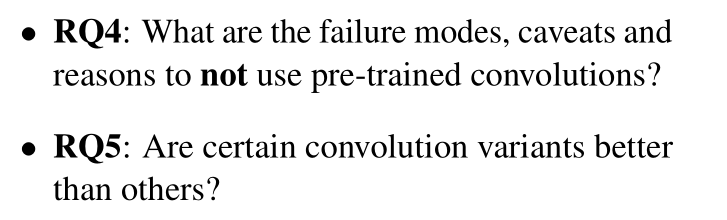 • RQ4: What are the failure modes, caveats and
reasons to not use pre-trained convolutions?
• RQ5: Are certain convolution variants better
than others?